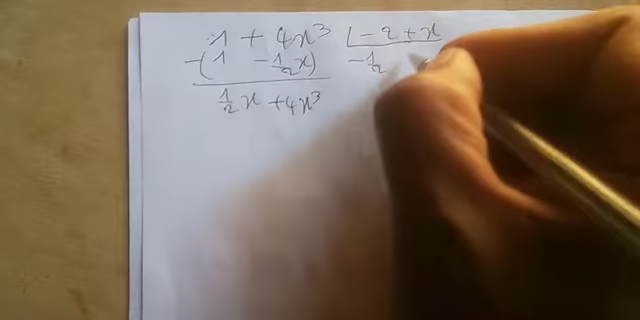 1 + 4x³ | -2 + x
-(1 - ½x) -½
½x + 4x³